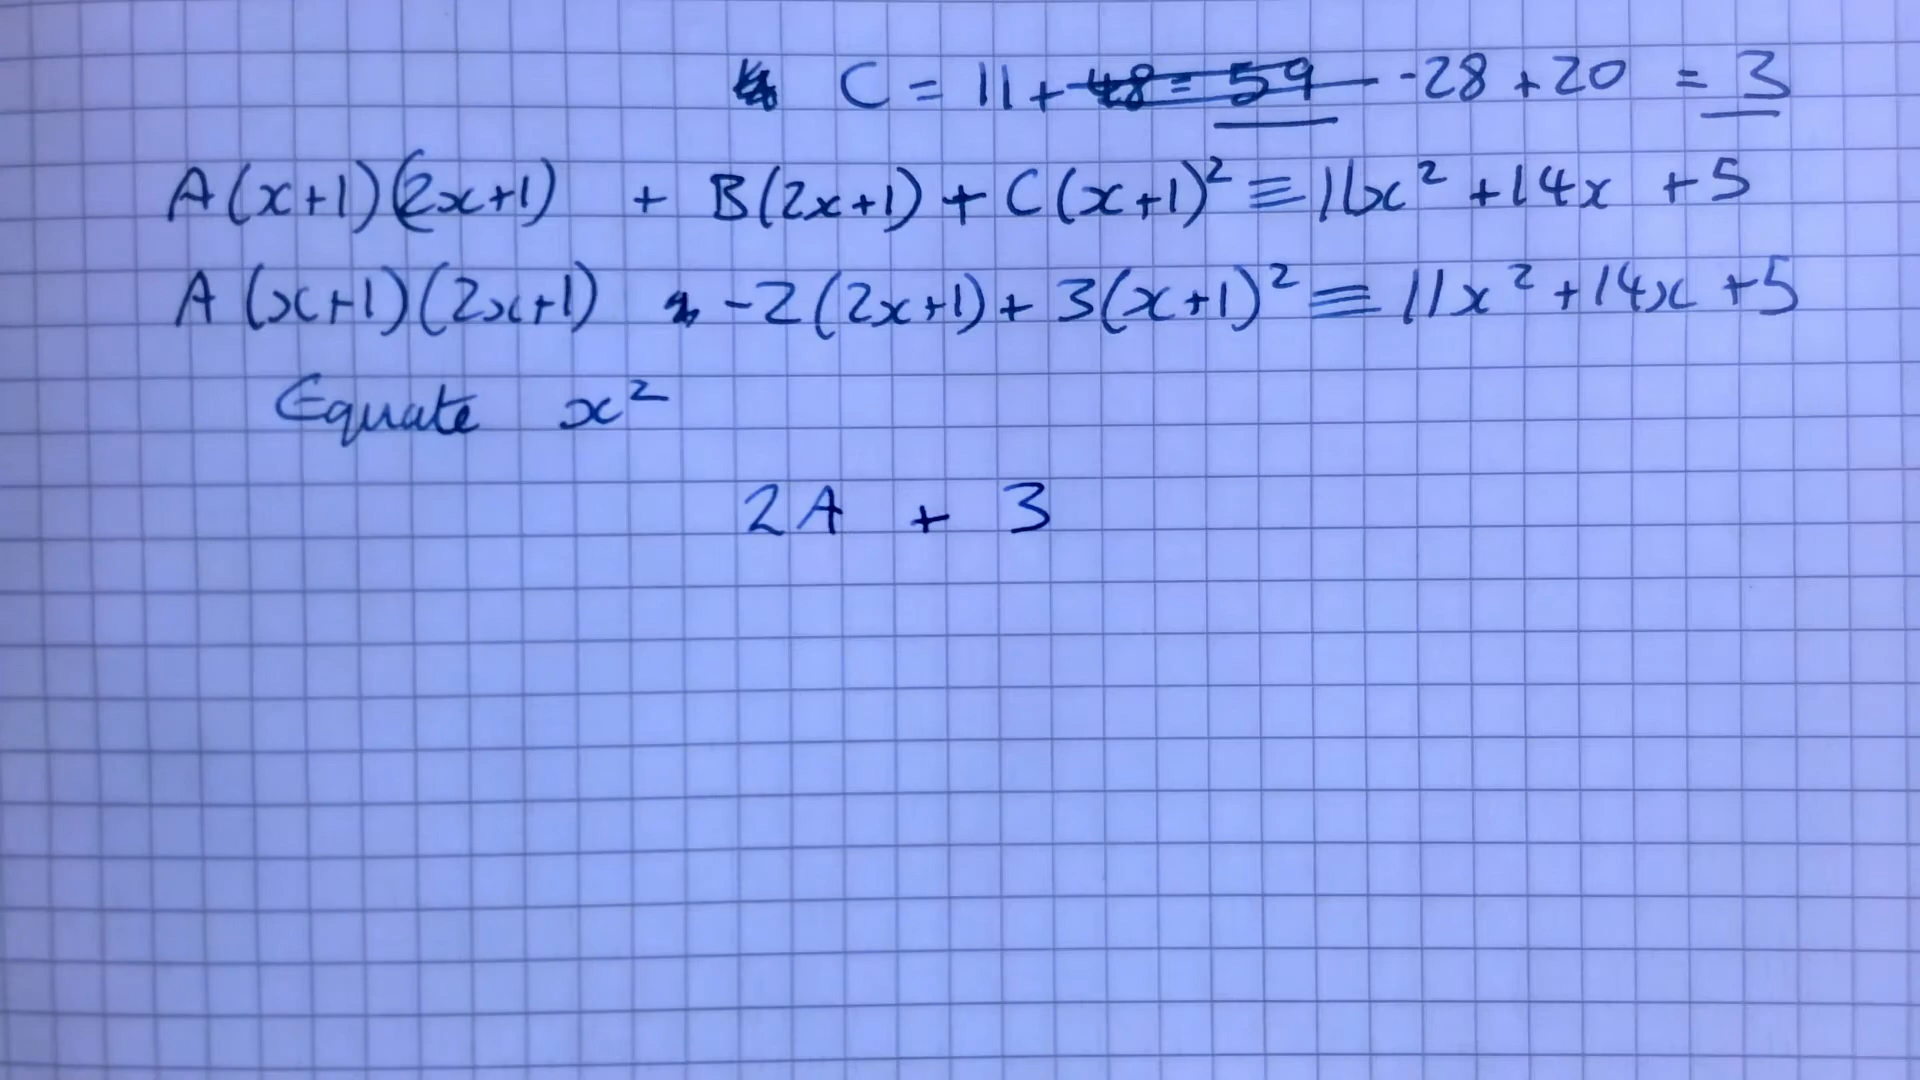 C = 11 + 48 = 59 -28 + 20 = 3
A(x+1)(2x+1) + B(2x+1) + C(x+1)² ≡ 11x² + 14x + 5
A(x+1)(2x+1) -2(2x+1) + 3(x+1)² ≡ 11x² + 14x + 5
Equate x²
2A + 3